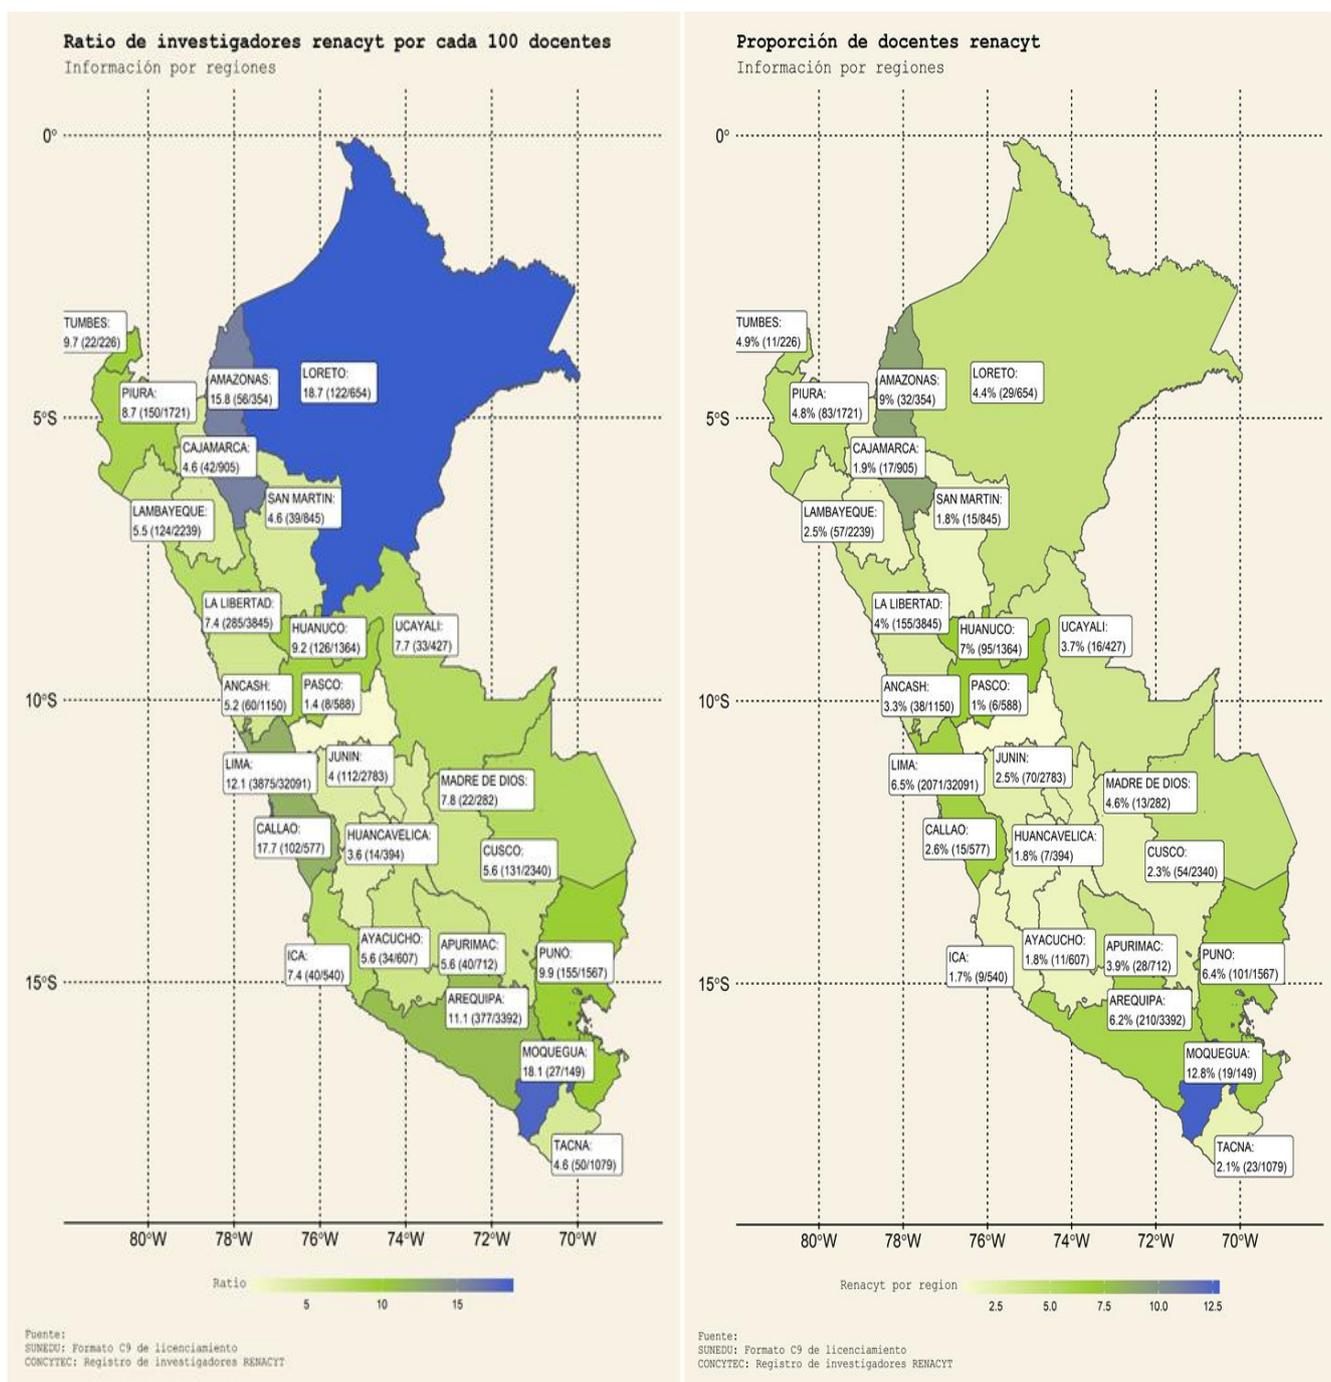 Ratio de investigadores renacyt por cada 100 docentes
Información por regiones
0°
5°S
10°S
15°S
TUMBES:
9.7 (22/226)
PIURA:
8.7 (150/1721)
AMAZONAS:
15.8 (56/354)
LORETO:
18.7 (122/654)
CAJAMARCA:
4.6 (42/905)
LAMBAYEQUE:
5.5 (124/2239)
SAN MARTIN:
4.6 (39/845)
LA LIBERTAD:
7.4 (285/3845)
HUANUCO:
9.2 (126/1364)
UCAYALI:
7.7 (33/427)
ANCASH:
5.2 (60/1150)
PASCO:
1.4 (8/588)
LIMA:
12.1 (3875/32091)
JUNIN:
4 (112/2783)
MADRE DE DIOS:
7.8 (22/282)
CALLAO:
17.7 (102/577)
HUANCAVELICA:
3.6 (14/394)
CUSCO:
5.6 (131/2340)
ICA:
7.4 (40/540)
AYACUCHO:
5.6 (34/607)
APURIMAC:
5.6 (40/712)
PUNO:
9.9 (155/1567)
AREQUIPA:
11.1 (377/3392)
MOQUEGUA:
18.1 (27/149)
TACNA:
4.6 (50/1079)
80°W 78°W 76°W 74°W 72°W 70°W
Ratio
5 10 15
Fuente:
SUNEDU: Formato C9 de licenciamiento
CONCYTEC: Registro de investigadores RENACYT
Proporción de docentes renacyt
Información por regiones
0°
5°S
10°S
15°S
TUMBES:
4.9% (11/226)
PIURA:
4.8% (83/1721)
AMAZONAS:
9% (32/354)
LORETO:
4.4% (29/654)
CAJAMARCA:
1.9% (17/905)
LAMBAYEQUE:
2.5% (57/2239)
SAN MARTIN:
1.8% (15/845)
LA LIBERTAD:
4% (155/3845)
HUANUCO:
7% (95/1364)
UCAYALI:
3.7% (16/427)
ANCASH:
3.3% (38/1150)
PASCO:
1% (6/588)
LIMA:
6.5% (2071/32091)
JUNIN:
2.5% (70/2783)
MADRE DE DIOS:
4.6% (13/282)
CALLAO:
2.6% (15/577)
HUANCAVELICA:
1.8% (7/394)
CUSCO:
2.3% (54/2340)
ICA:
1.7% (9/540)
AYACUCHO:
1.8% (11/607)
APURIMAC:
3.9% (28/712)
PUNO:
6.4% (101/1567)
AREQUIPA:
6.2% (210/3392)
MOQUEGUA:
12.8% (19/149)
TACNA:
2.1% (23/1079)
80°W 78°W 76°W 74°W 72°W 70°W
Renacyt por region
2.5 5.0 7.5 10.0 12.5
Fuente:
SUNEDU: Formato C9 de licenciamiento
CONCYTEC: Registro de investigadores RENACYT